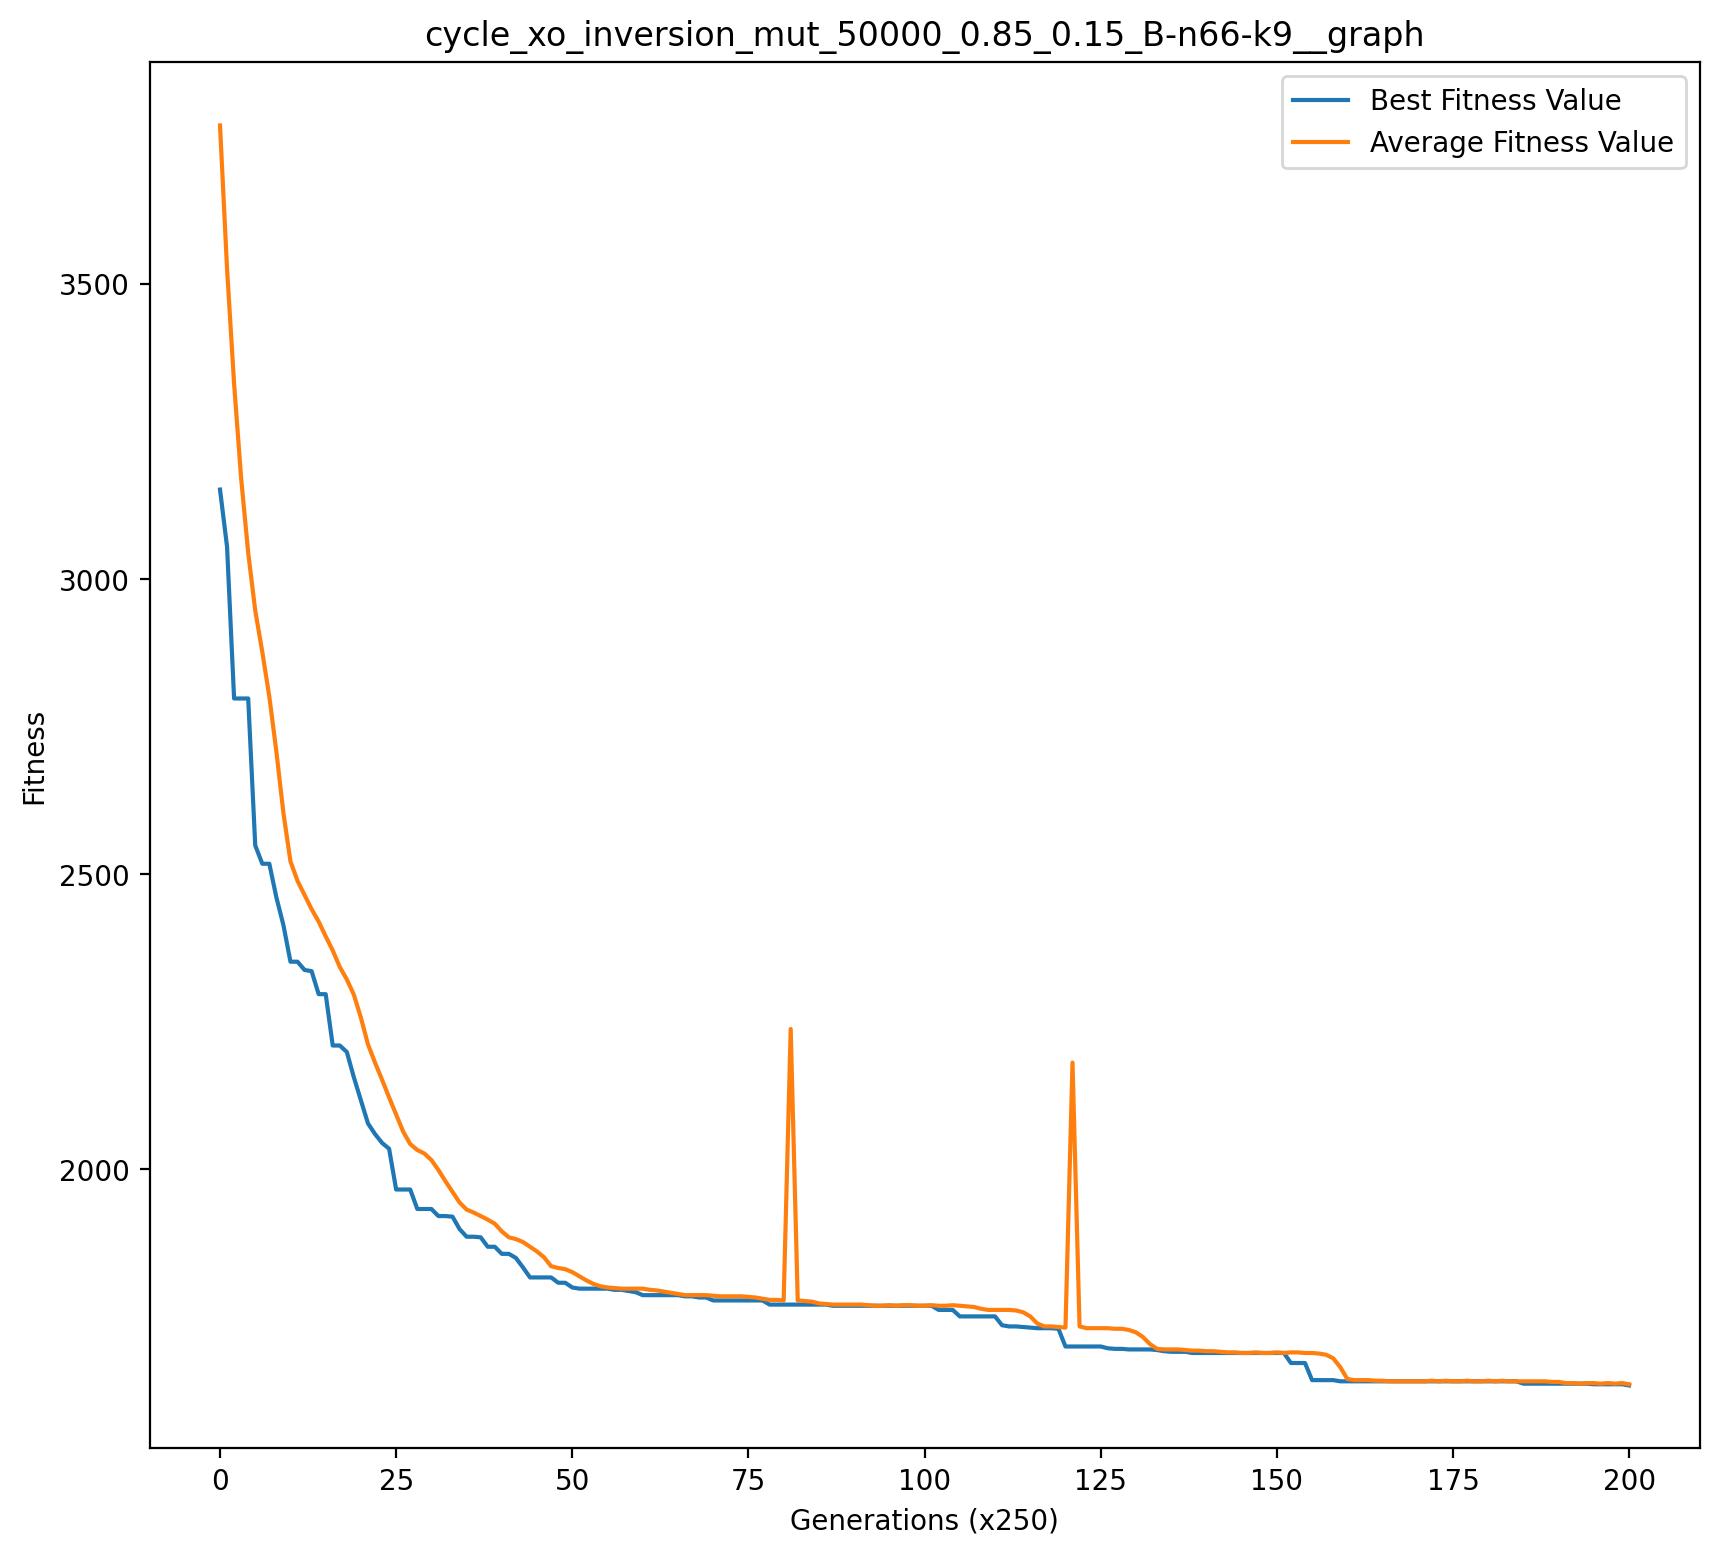 cycle_xo_inversion_mut_50000_0.85_0.15_B-n66-k9__graph
Best Fitness Value
Average Fitness Value
3500
3000
2500
2000
Fitness
0 25 50 75 100 125 150 175 200
Generations (x250)